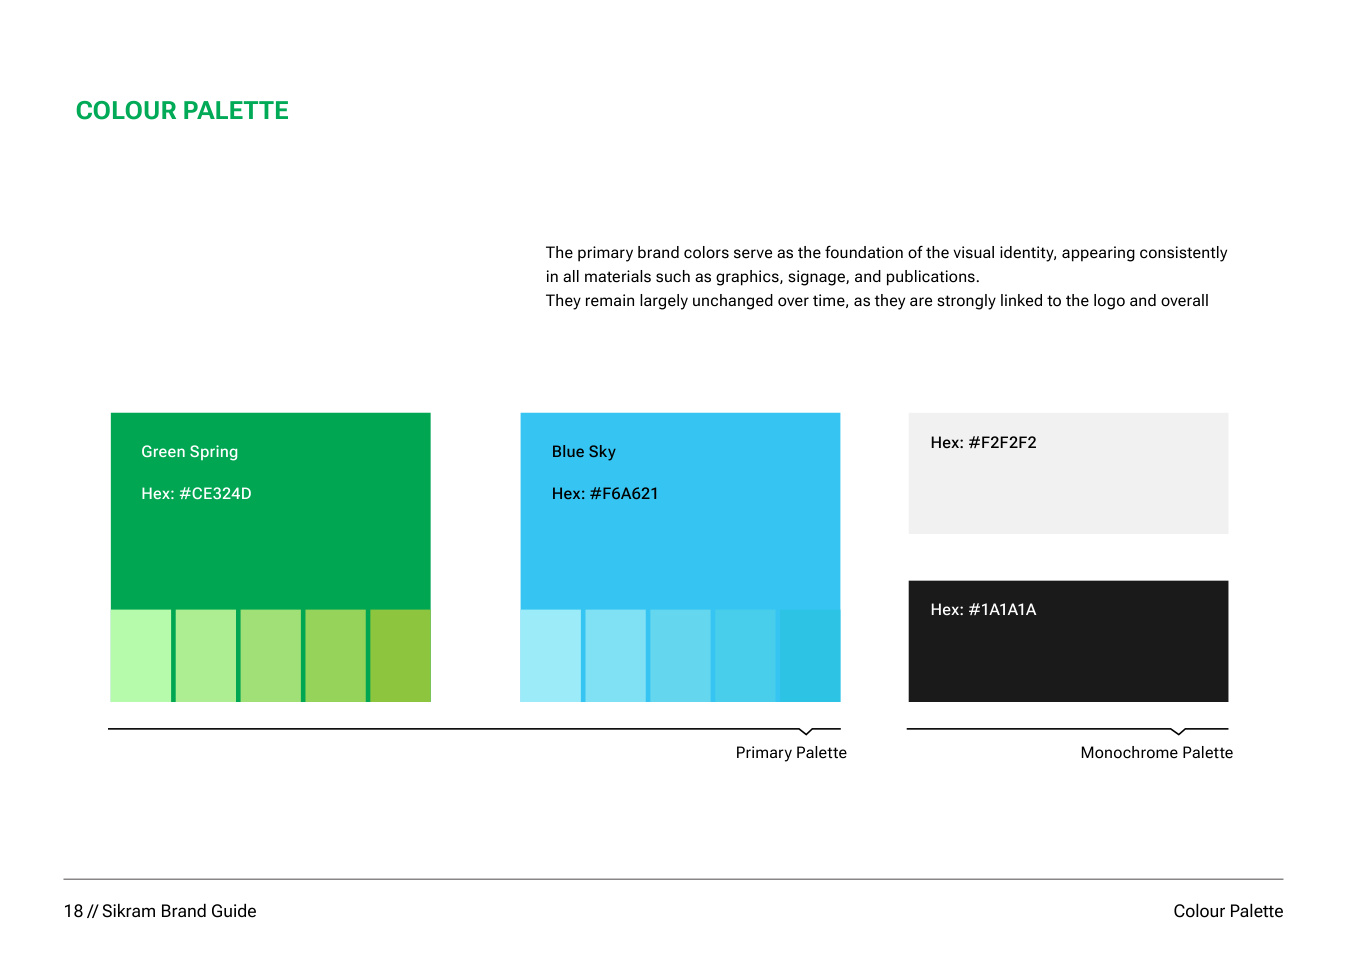 COLOUR PALETTE
The primary brand colors serve as the foundation of the visual identity, appearing consistently
in all materials such as graphics, signage, and publications.
They remain largely unchanged over time, as they are strongly linked to the logo and overall
Green Spring
Hex: #CE324D
Blue Sky
Hex: #F6A621
Hex: #F2F2F2
Hex: #1A1A1A
Primary Palette
Monochrome Palette
18 // Sikram Brand Guide
Colour Palette